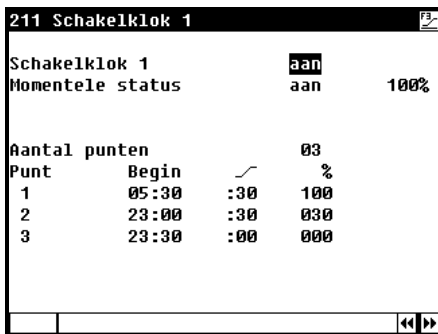 211 Schakelklok 1 F3
Schakelklok 1 aan
Momentele status aan 100%
Aantal punten 03
Punt Begin %
1 05:30 :30 100
2 23:00 :30 030
3 23:30 :00 000